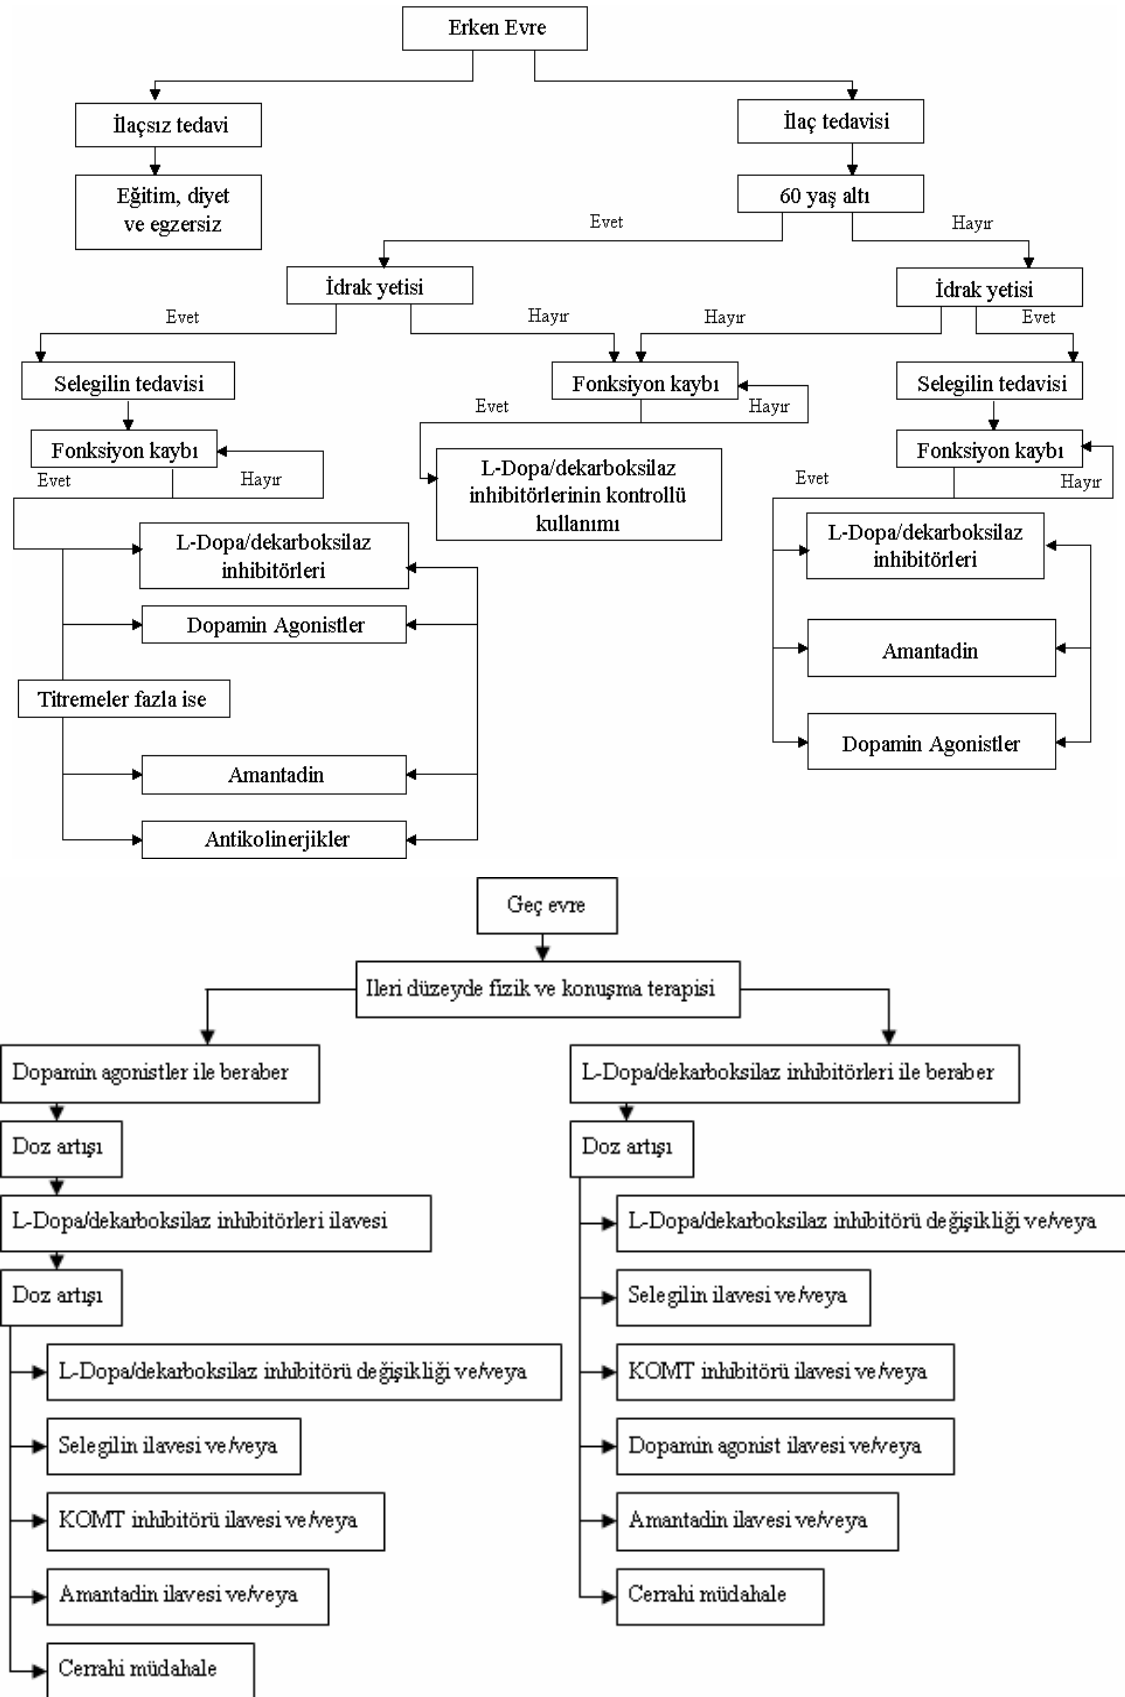 Erken Evre
İlaçsız tedavi
İlaç tedavisi
Eğitim, diyet
ve egzersiz
60 yaş altı
Evet
Hayır
İdrak yetisi
İdrak yetisi
Evet
Hayır
Hayır
Evet
Selegilin tedavisi
Fonksiyon kaybı
Selegilin tedavisi
Evet
Hayır
Fonksiyon kaybı
Fonksiyon kaybı
Evet
Hayır
L-Dopa/dekarboksilaz
inhibitörlerinin kontrollü
kullanımı
Evet
Hayır
L-Dopa/dekarboksilaz
inhibitörleri
L-Dopa/dekarboksilaz
inhibitörleri
Dopamin Agonistler
Amantadin
Titremeler fazla ise
Dopamin Agonistler
Amantadin
Antikolinerjikler
Geç evre
Ileri düzeyde fizik ve konuşma terapisi
Dopamin agonistler ile beraber
L-Dopa/dekarboksilaz inhibitörleri ile beraber
Doz artışı
Doz artışı
L-Dopa/dekarboksilaz inhibitörleri ilavesi
L-Dopa/dekarboksilaz inhibitörü değişikliği ve/veya
Doz artışı
Selegilin ilavesi ve/veya
L-Dopa/dekarboksilaz inhibitörü değişikliği ve/veya
KOMT inhibitörü ilavesi ve/veya
Selegilin ilavesi ve/veya
Dopamin agonist ilavesi ve/veya
KOMT inhibitörü ilavesi ve/veya
Amantadin ilavesi ve/veya
Amantadin ilavesi ve/veya
Cerrahi müdahale
Cerrahi müdahale